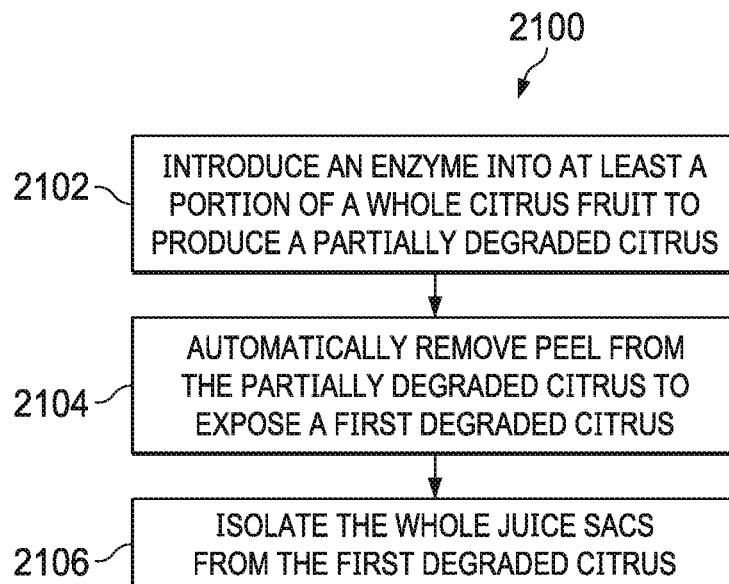 2100
2102
INTRODUCE AN ENZYME INTO AT LEAST A
PORTION OF A WHOLE CITRUS FRUIT TO
PRODUCE A PARTIALLY DEGRADED CITRUS
2104
AUTOMATICALLY REMOVE PEEL FROM
THE PARTIALLY DEGRADED CITRUS TO
EXPOSE A FIRST DEGRADED CITRUS
2106
ISOLATE THE WHOLE JUICE SACS
FROM THE FIRST DEGRADED CITRUS